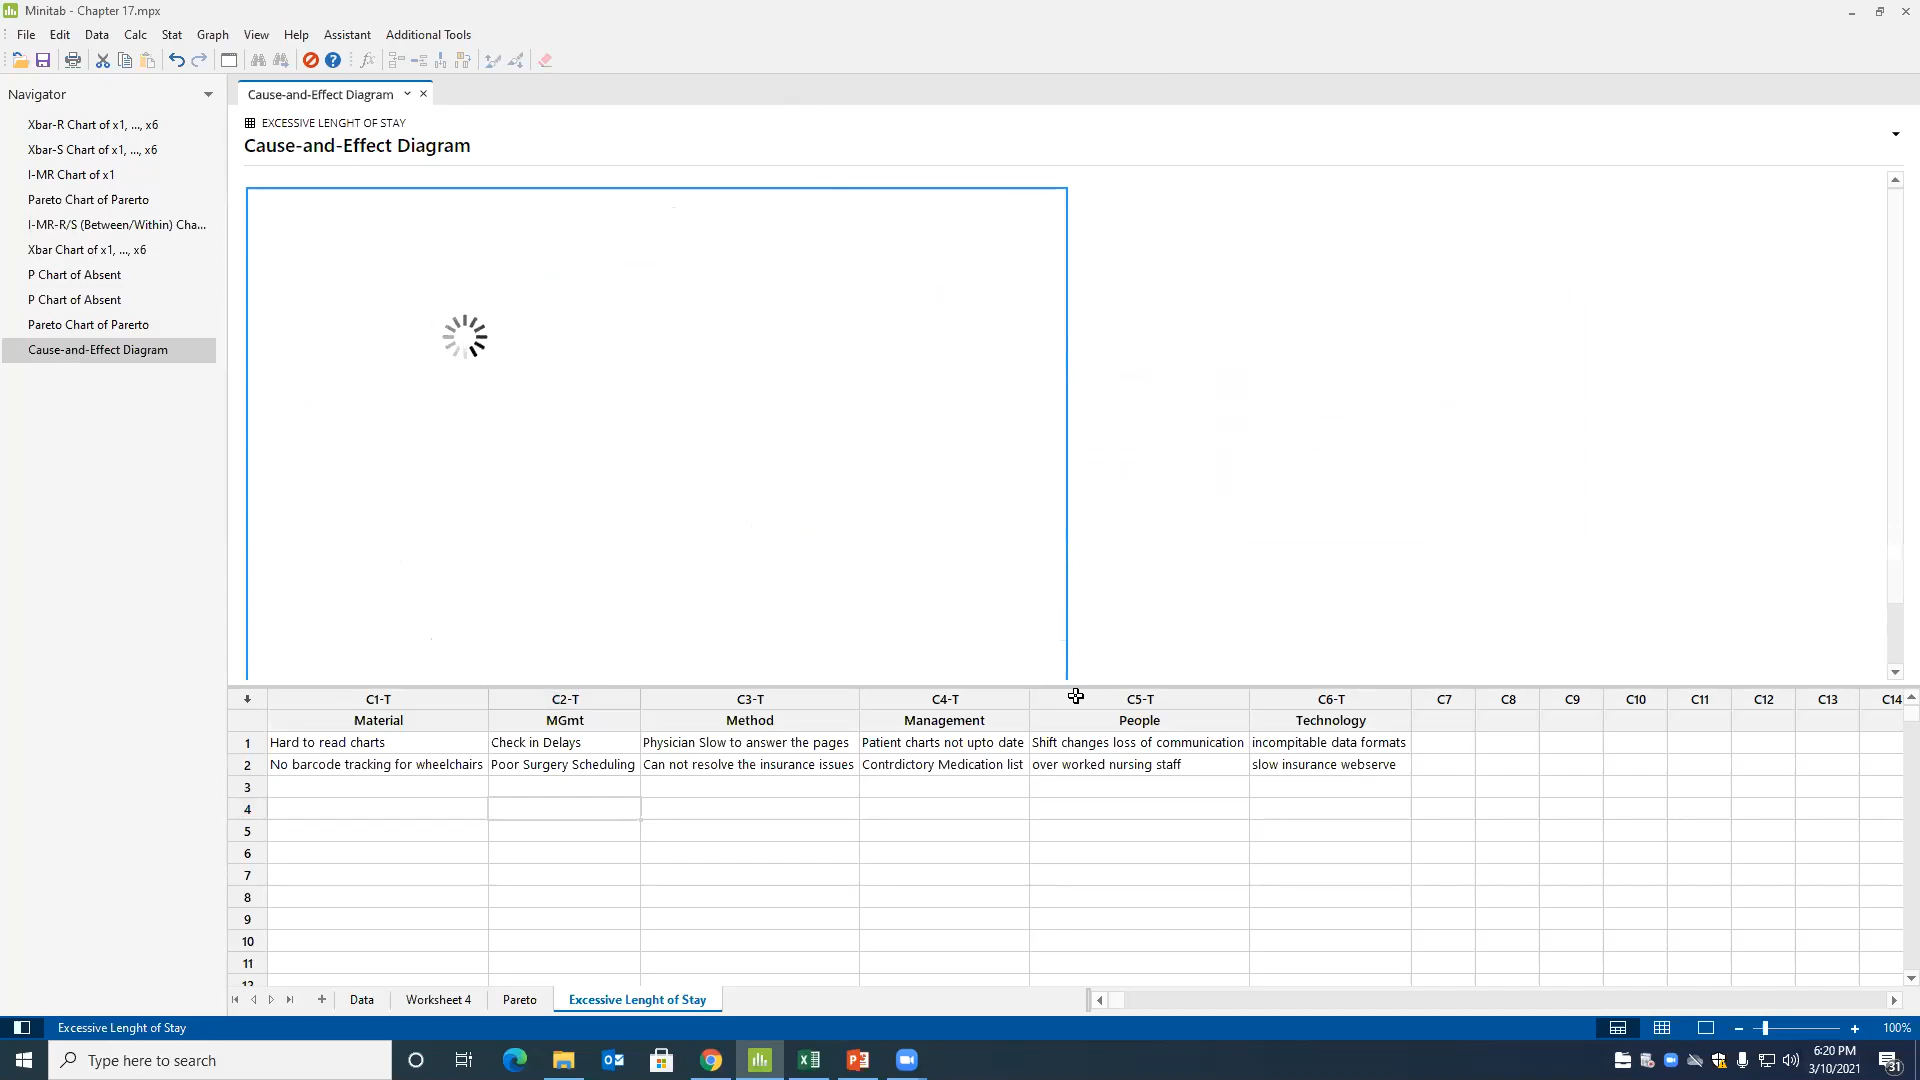 Minitab - Chapter 17.mpx
File Edit Data Calc Stat Graph View Help Assistant Additional Tools
Navigator
Xbar-R Chart of x1, ..., x6
Xbar-S Chart of x1, ..., x6
I-MR Chart of x1
Pareto Chart of Parerto
I-MR-R/S (Between/Within) Cha...
Xbar Chart of x1, ..., x6
P Chart of Absent
P Chart of Absent
Pareto Chart of Parerto
Cause-and-Effect Diagram
Cause-and-Effect Diagram
EXCESSIVE LENGHT OF STAY
Cause-and-Effect Diagram
C1-T C2-T C3-T C4-T C5-T C6-T C7 C8 C9 C10 C11 C12 C13 C14
Material MGmt Method Management People Technology
1 Hard to read charts Check in Delays Physician Slow to answer the pages Patient charts not upto date Shift changes loss of communication incompitable data formats
2 No barcode tracking for wheelchairs Poor Surgery Scheduling Can not resolve the insurance issues Contrdictory Medication list over worked nursing staff slow insurance webserve
3
4
5
6
7
8
9
10
11
12
Data Worksheet 4 Pareto Excessive Lenght of Stay
Excessive Lenght of Stay 100%
Type here to search
6:20 PM
3/10/2021
31